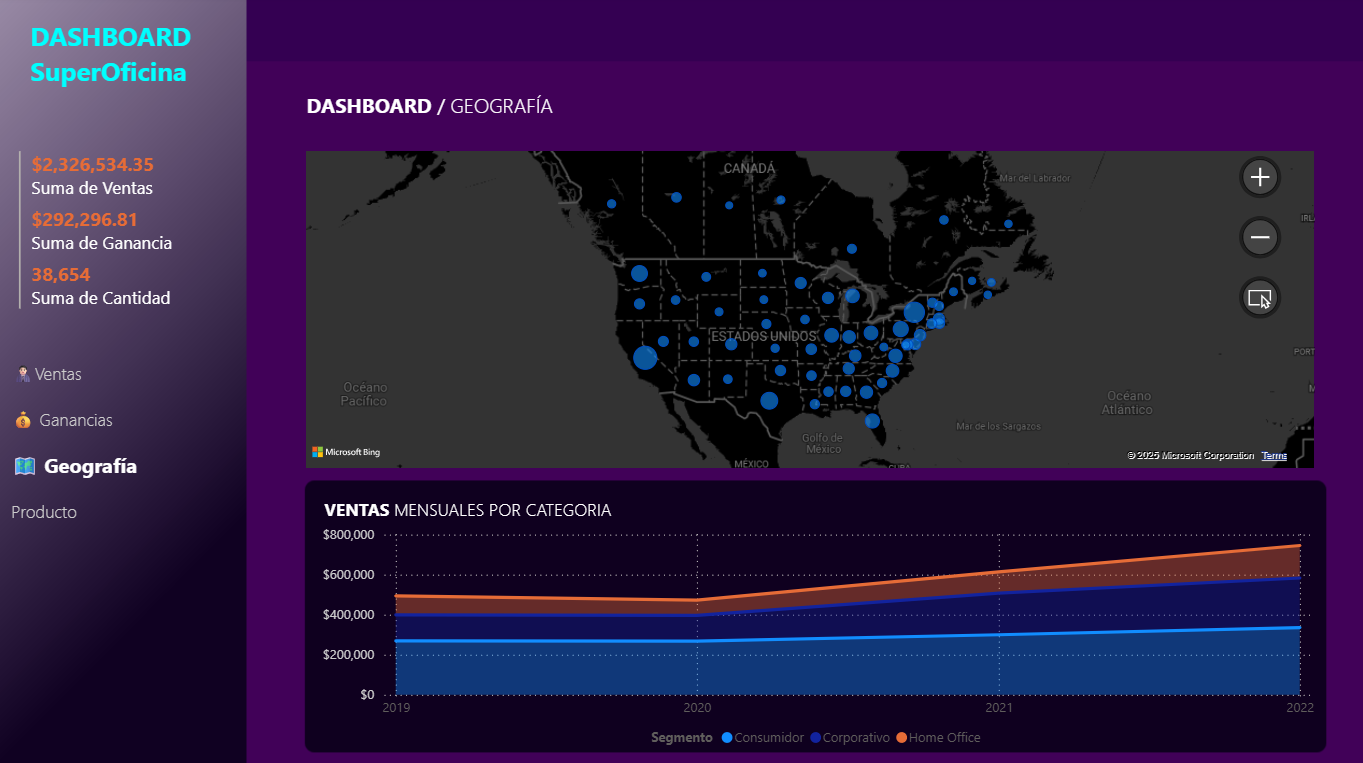 DASHBOARD
SuperOficina
$2,326,534.35
Suma de Ventas
$292,296.81
Suma de Ganancia
38,654
Suma de Cantidad
Ventas
Ganancias
Geografía
Producto
DASHBOARD / GEOGRAFÍA
CANADÁ
Mar del Labrador
IRL
ESTADOS UNIDOS
PORT
Océano
Pacífico
Océano
Atlántico
M
Mar de los Sargazos
Golfo de
México
MÉXICO
CUBA
Microsoft Bing
© 2025 Microsoft Corporation Terms
VENTAS MENSUALES POR CATEGORIA
$800,000
$600,000
$400,000
$200,000
$0
2019 2020 2021 2022
Segmento Consumidor Corporativo Home Office